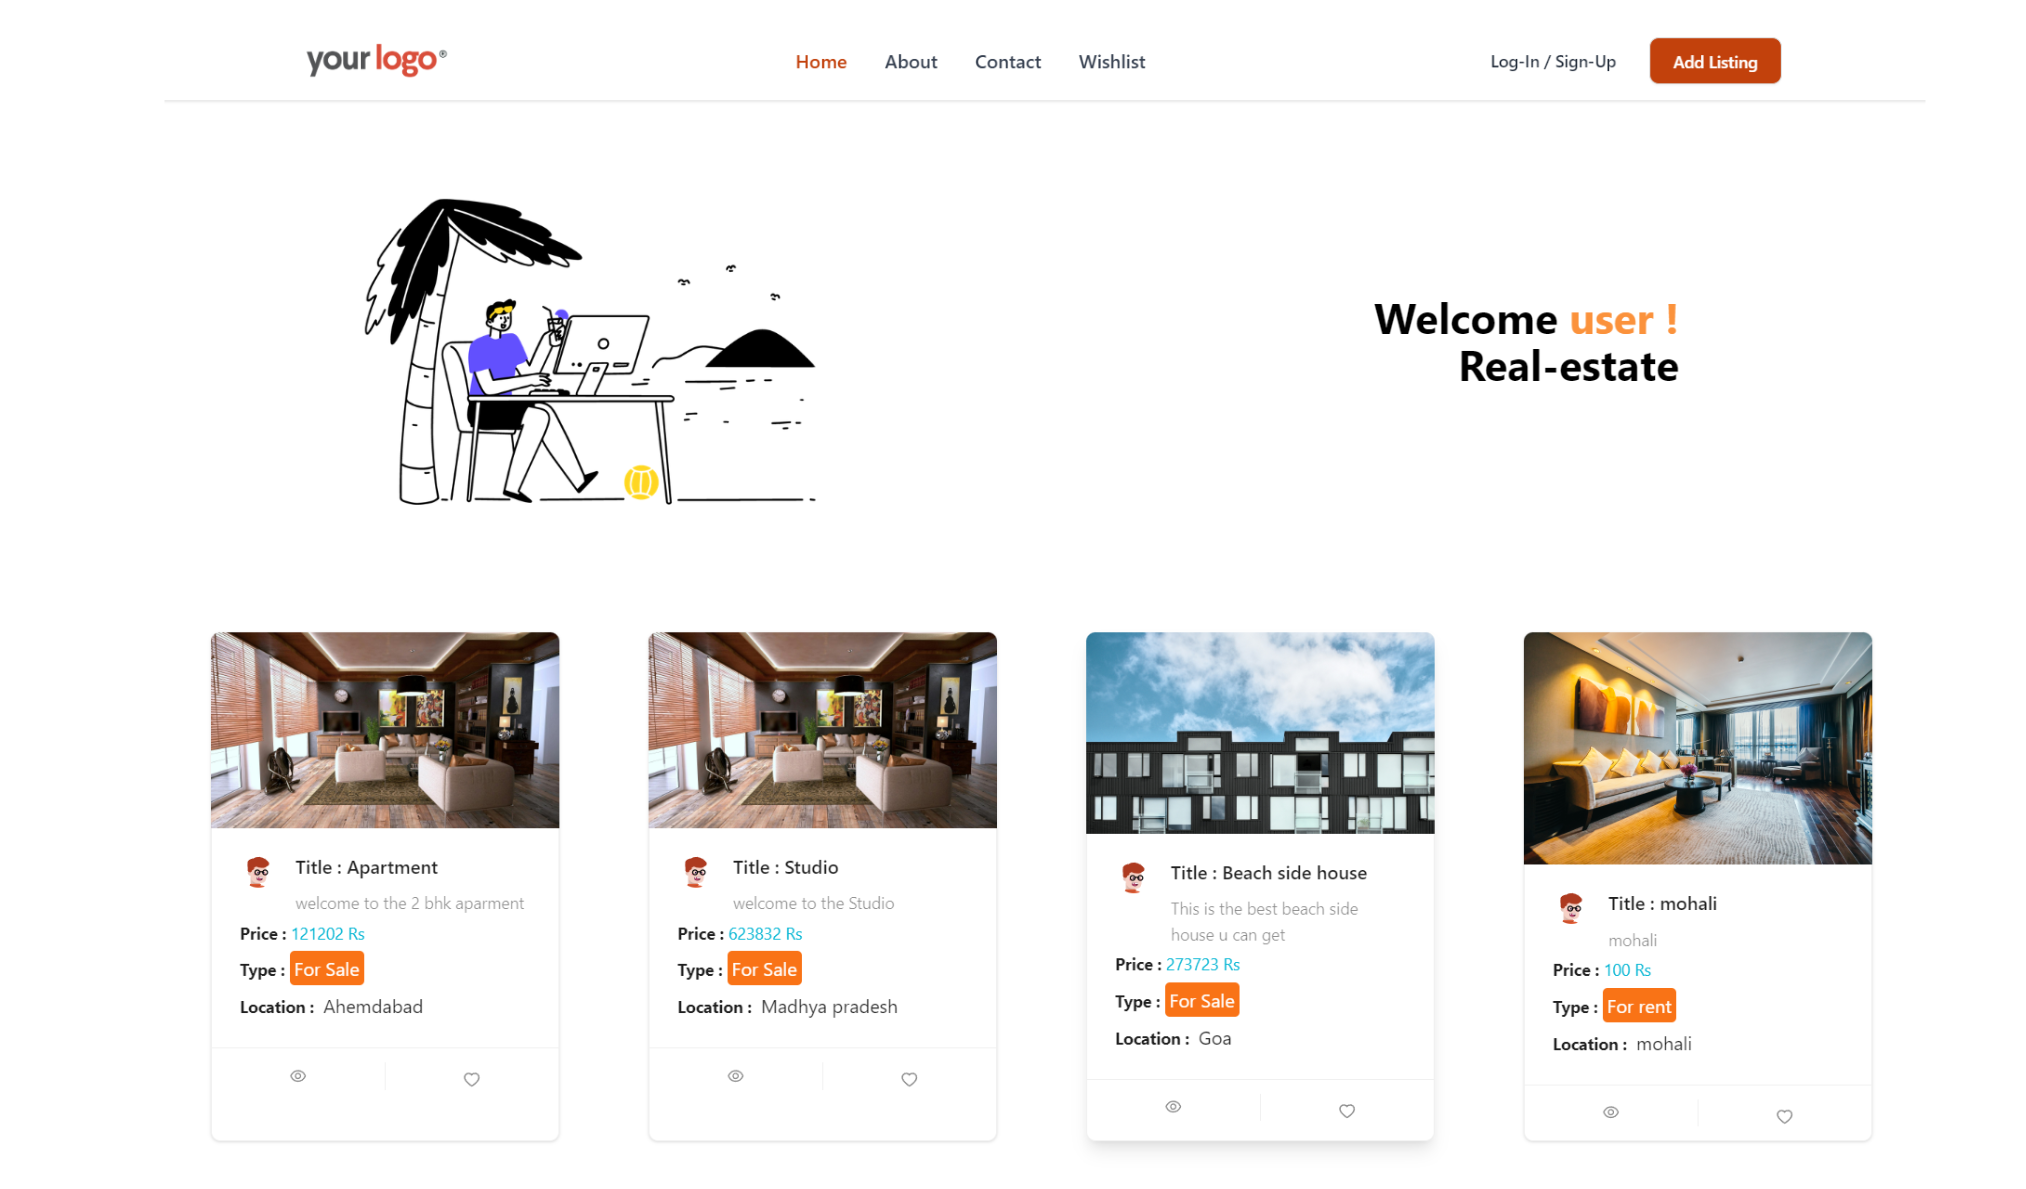 your logo®
Home About Contact Wishlist
Log-In / Sign-Up
Add Listing
Welcome user !
Real-estate
Title : Apartment
welcome to the 2 bhk aparment
Price : 121202 Rs
Type : For Sale
Location : Ahemdabad
Title : Studio
welcome to the Studio
Price : 623832 Rs
Type : For Sale
Location : Madhya pradesh
Title : Beach side house
This is the best beach side
house u can get
Price : 273723 Rs
Type : For Sale
Location : Goa
Title : mohali
mohali
Price : 100 Rs
Type : For rent
Location : mohali